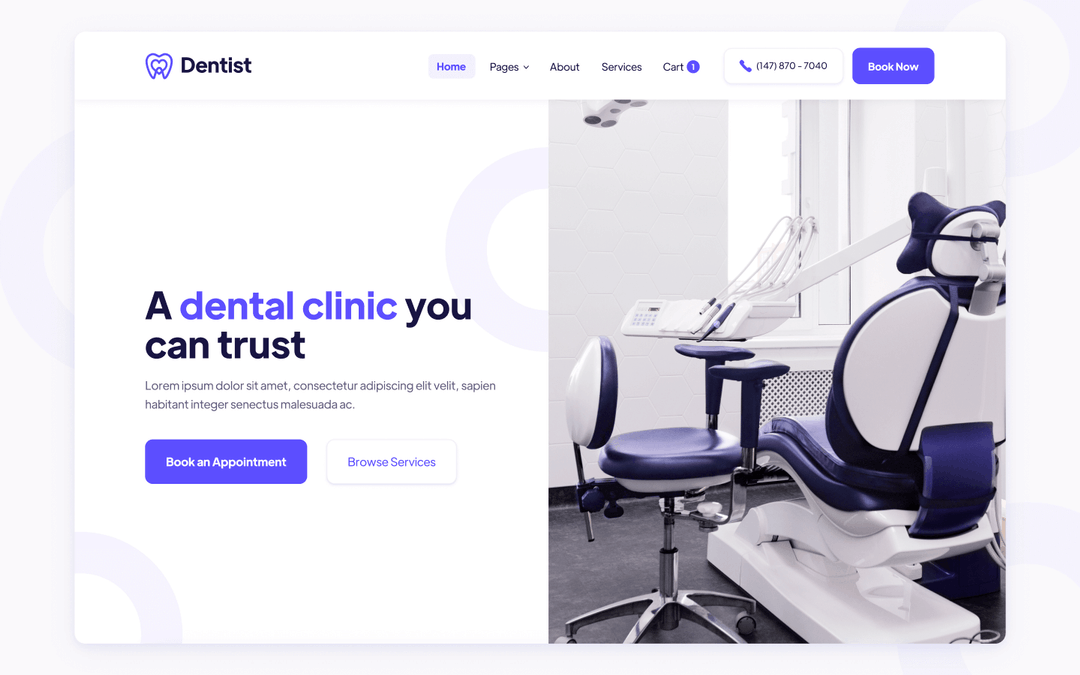 Dentist
Home
Pages
About
Services
Cart 1
(147) 870 - 7040
Book Now
A dental clinic you
can trust
Lorem ipsum dolor sit amet, consectetur adipiscing elit velit, sapien
habitant integer senectus malesuada ac.
Book an Appointment
Browse Services